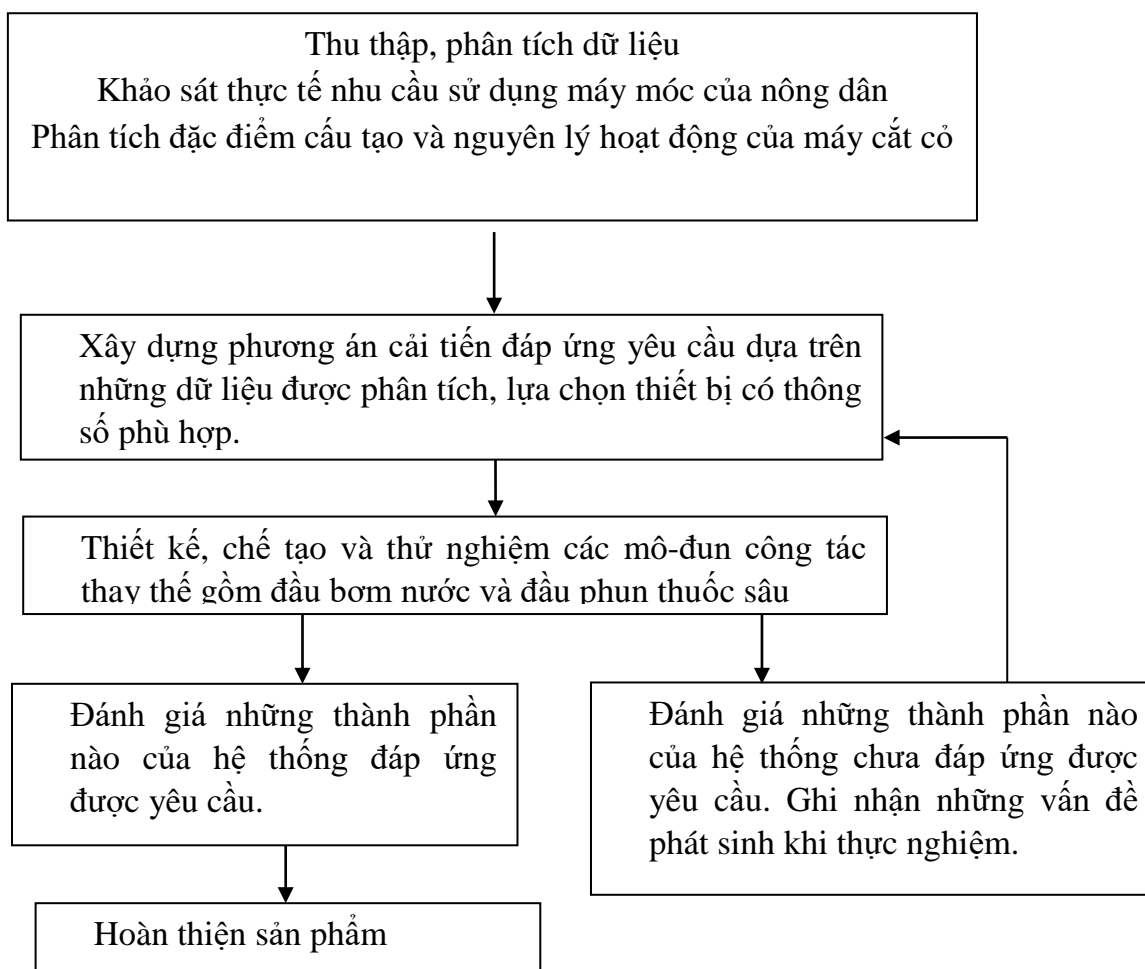 Thu thập, phân tích dữ liệu
Khảo sát thực tế nhu cầu sử dụng máy móc của nông dân
Phân tích đặc điểm cấu tạo và nguyên lý hoạt động của máy cắt cỏ
Xây dựng phương án cải tiến đáp ứng yêu cầu dựa trên
những dữ liệu được phân tích, lựa chọn thiết bị có thông
số phù hợp.
Thiết kế, chế tạo và thử nghiệm các mô-đun công tác
thay thế gồm đầu bơm nước và đầu phun thuốc sâu
Đánh giá những thành phần
nào của hệ thống đáp ứng
được yêu cầu.
Đánh giá những thành phần nào
của hệ thống chưa đáp ứng được
yêu cầu. Ghi nhận những vấn đề
phát sinh khi thực nghiệm.
Hoàn thiện sản phẩm